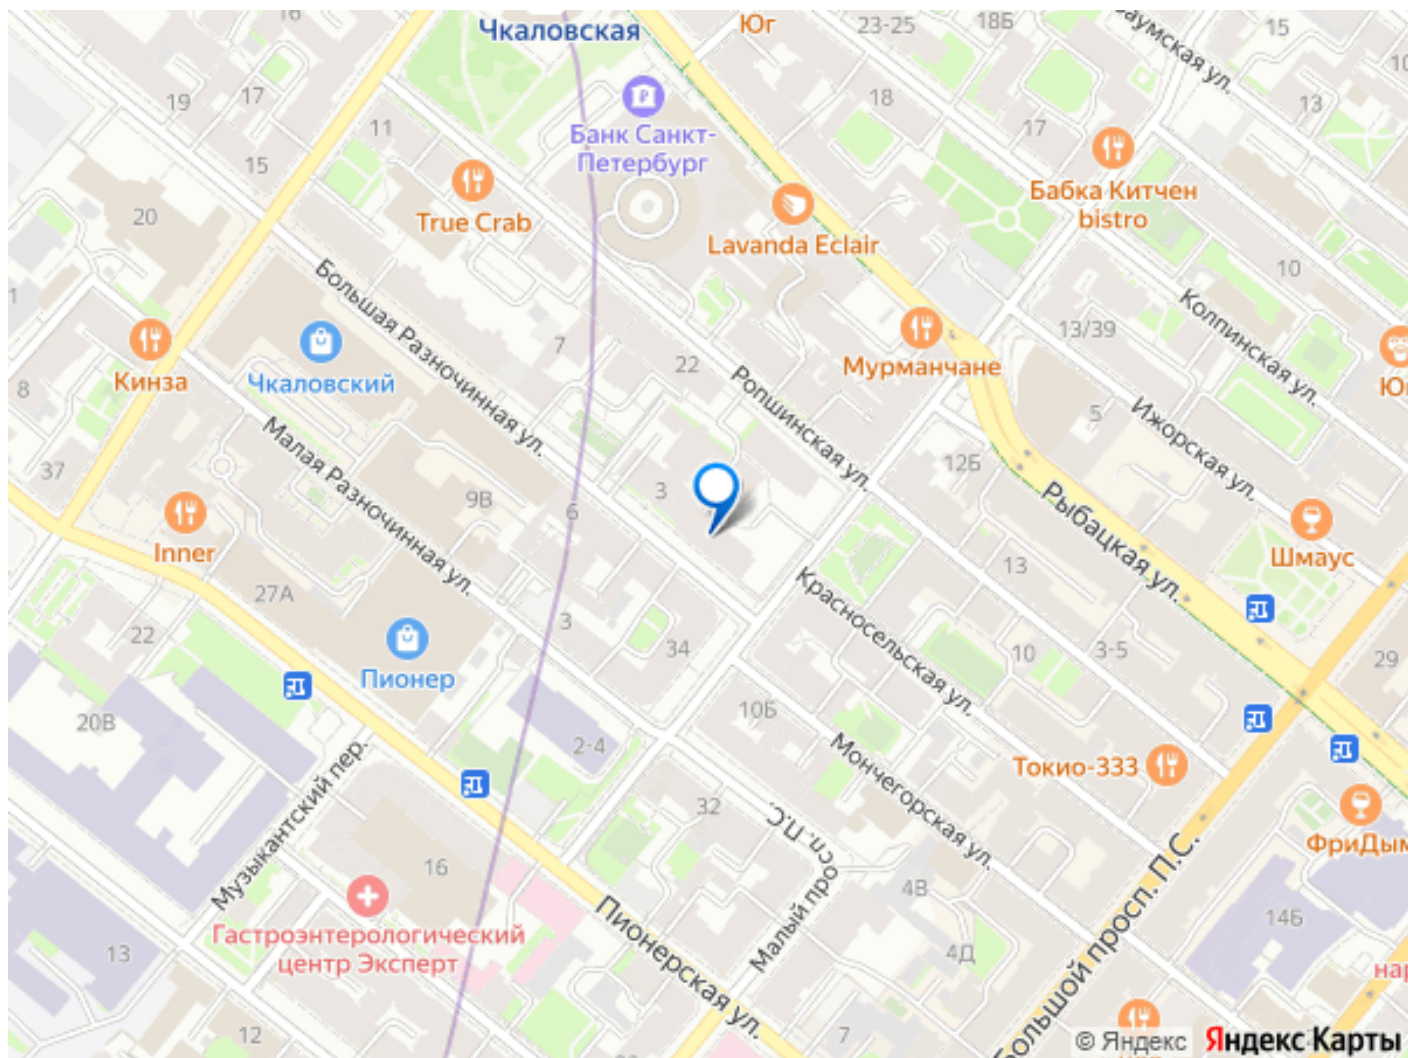 16
Чкаловская
Юг
23-25
18Б
аумская ул.
15
10
19
17
11
15
Банк Санкт-
Петербург
18
17
13
Бабка Китчен
bistro
True Crab
20
Lavanda Eclair
10
1
Большая Разночинная ул.
Колпинская ул.
13/39
Мурманчане
7
22
Кинза
Чкаловский
8
Ропшинская ул.
Ижорская ул.
5
12Б
37
Малая Разночинная ул.
9В
6
3
Рыбацкая ул.
Inner
Шмаус
13
27А
Красносельская ул.
22
3
34
10
3-5
29
Пионер
20В
2-4
10Б
Музыкантский пер.
Мончегорская ул.
Токио-333
32
Малый просп. П.С.
Большой просп. П.С.
ФриДым
16
4В
14Б
Гастроэнтерологический
центр Эксперт
Пионерская ул.
13
4Д
нар
12
7
© Яндекс
Яндекс Карты